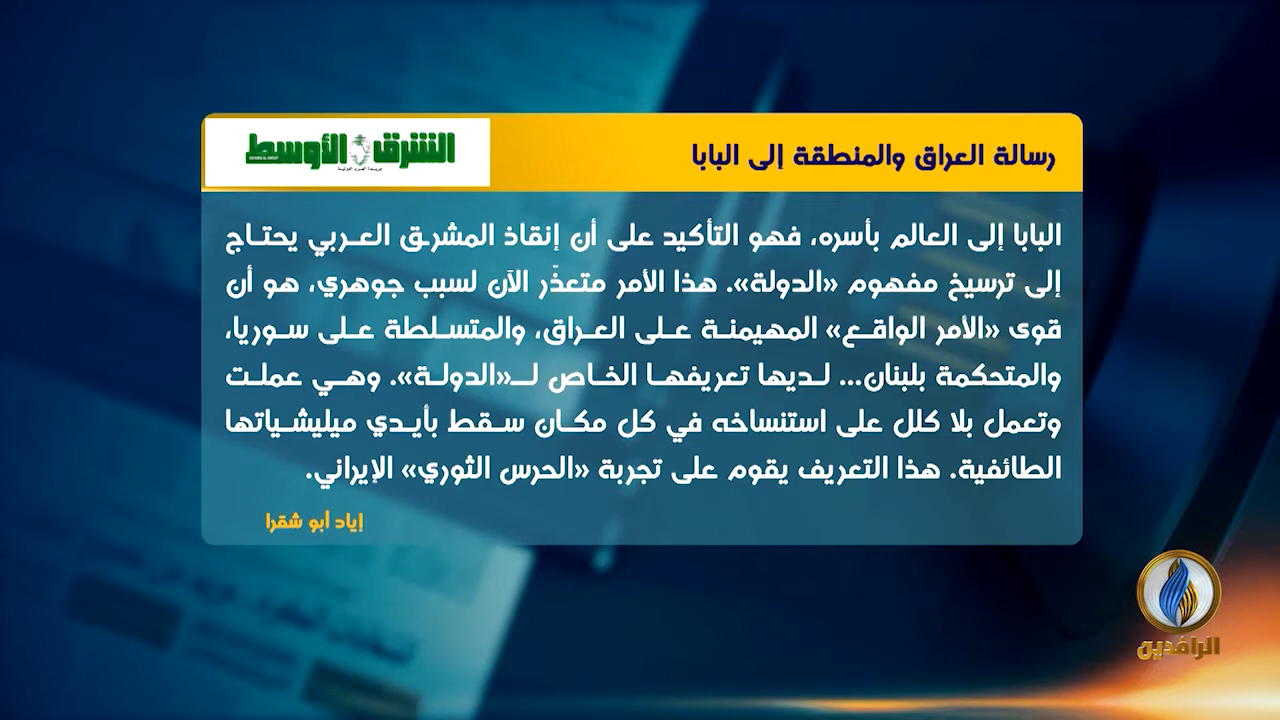 رسالة العراق والمنطقة إلى البابا
الشرق الأوسط
جريدة العرب الدولية
البابا إلى العالم بأسره، فهو التأكيد على أن إنقاذ المشرق العربي يحتاج
إلى ترسيخ مفهوم «الدولة». هذا الأمر متعذّر الآن لسبب جوهري، هو أن
قوى «الأمر الواقع» المهيمنة على العراق، والمتسلطة على سوريا،
والمتحكمة بلبنان... لديها تعريفها الخاص لـ«الدولة». وهي عملت
وتعمل بلا كلل على استنساخه في كل مكان سقط بأيدي ميليشياتها
الطائفية. هذا التعريف يقوم على تجربة «الحرس الثوري» الإيراني.
إياد أبو شقرا
الرافدين